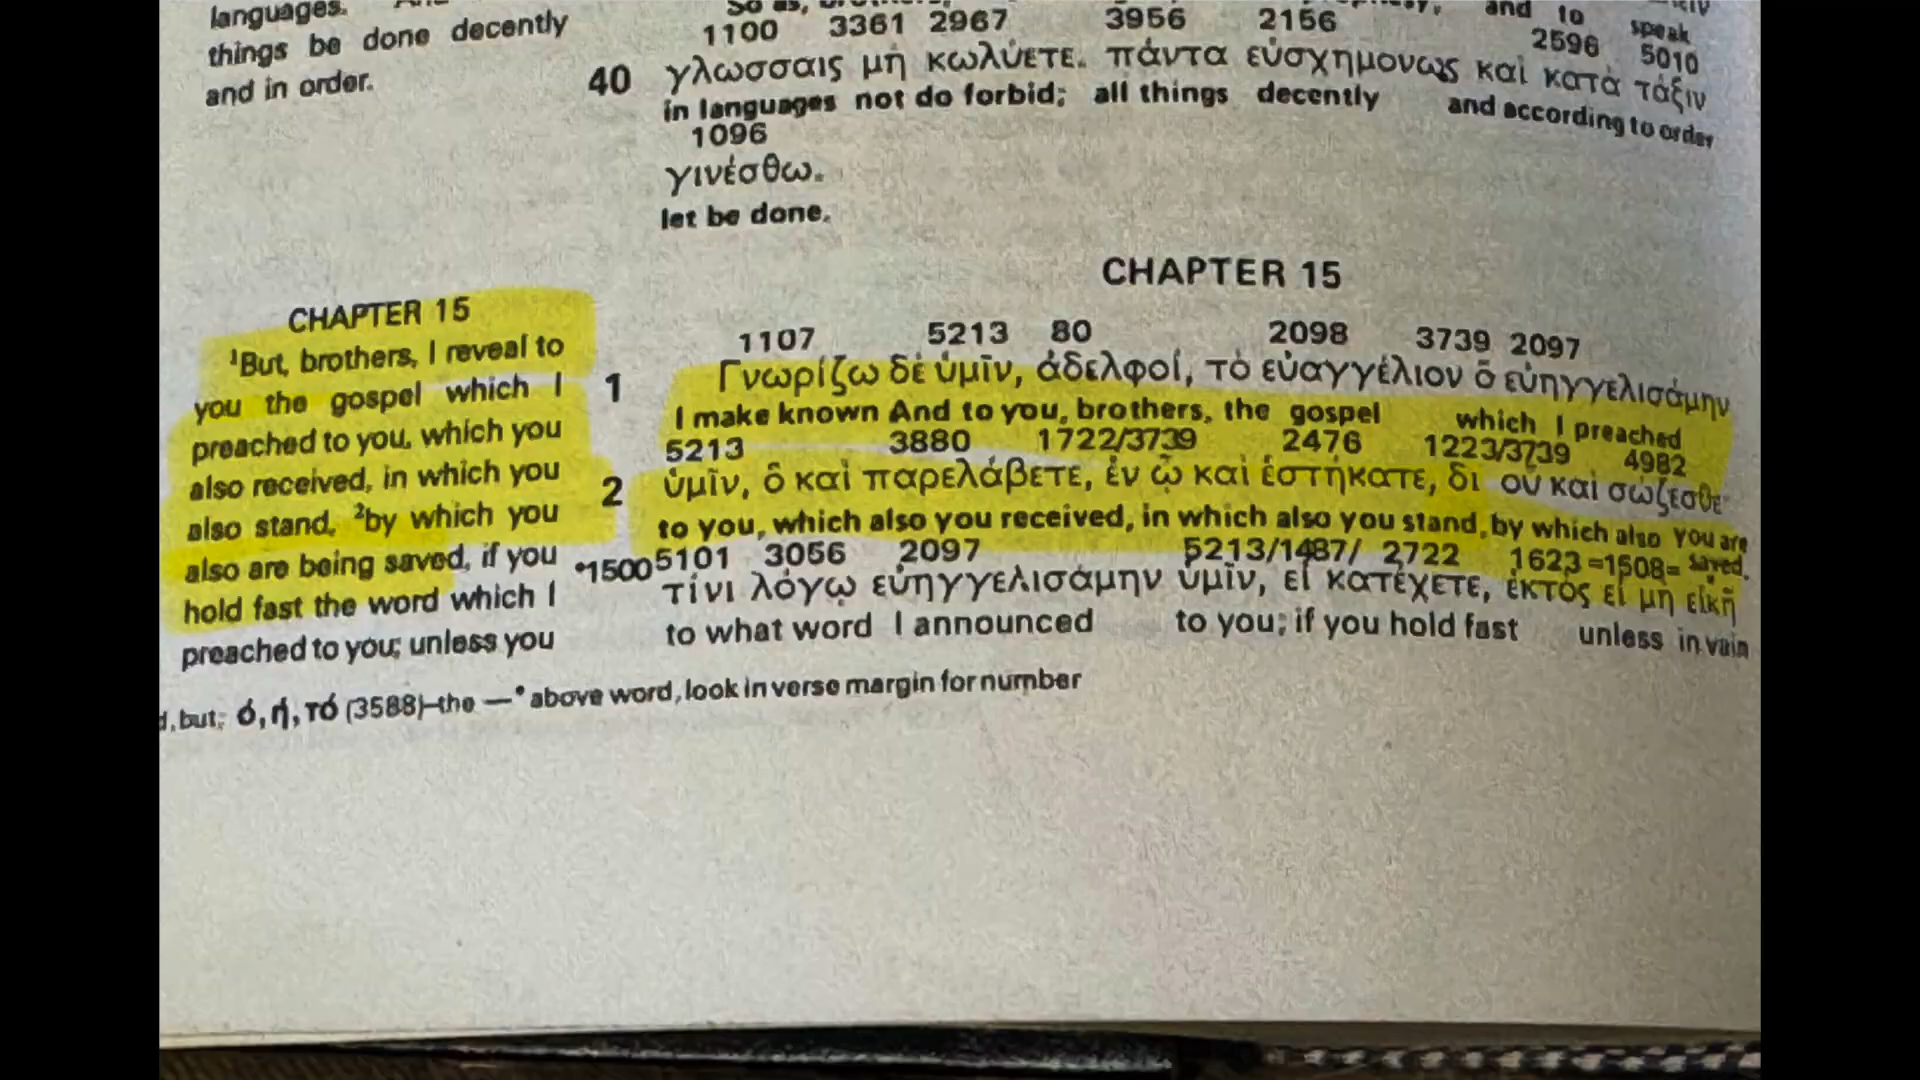 languages.
things be done decently
and in order.
So as,
and to
speak
1100 3361 2967 3956 2156 2596 5010
40 γλωσσαις μὴ κωλύετε. πάντα εὐσχημονως καὶ κατὰ τάξιν
in languages not do forbid; all things decently and according to order
1096
γινέσθω.
let be done.
CHAPTER 15
¹But, brothers, I reveal to
you the gospel which I
preached to you, which you
also received, in which you
also stand, ²by which you
also are being saved, if you
hold fast the word which I
preached to you; unless you
CHAPTER 15
1107 5213 80 2098 3739 2097
1 Γνωρίζω δὲ ὑμῖν, ἀδελφοί, τὸ εὐαγγέλιον ὃ εὐηγγελισάμην
I make known And to you, brothers, the gospel which I preached
5213 3880 1722/3739 2476 1223/3739 4982
2 ὑμῖν, ὃ καὶ παρελάβετε, ἐν ᾧ καὶ ἑστήκατε, δι οὗ καὶ σώζεσθε
to you, which also you received, in which also you stand, by which also you are
saved,
*1500 5101 3056 2097 5213/1487/ 2722 1623 =1508=
τίνι λόγῳ εὐηγγελισάμην ὑμῖν, εἰ κατέχετε, ἐκτὸς εἰ μὴ εἰκῆ
to what word I announced to you; if you hold fast unless in vain
but; ὁ, ἡ, τό (3588)—the —* above word, look in verse margin for number